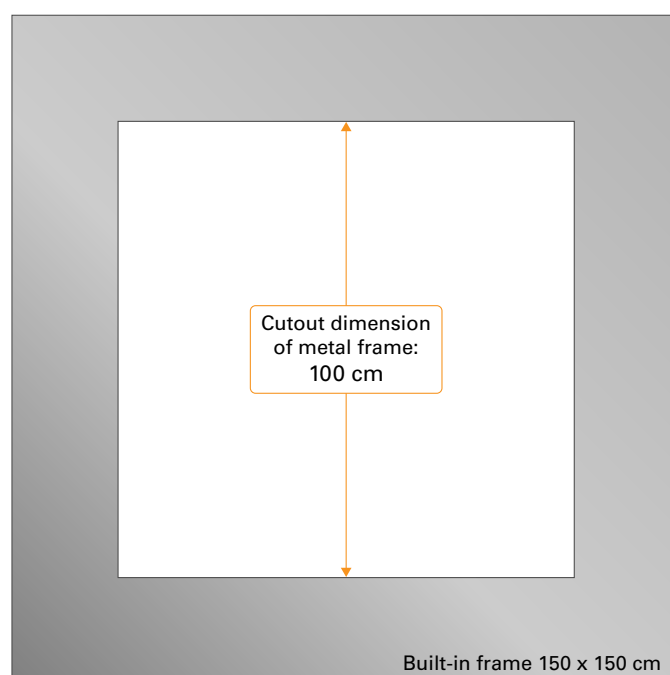 Cutout dimension
of metal frame:
100 cm
Built-in frame 150 x 150 cm